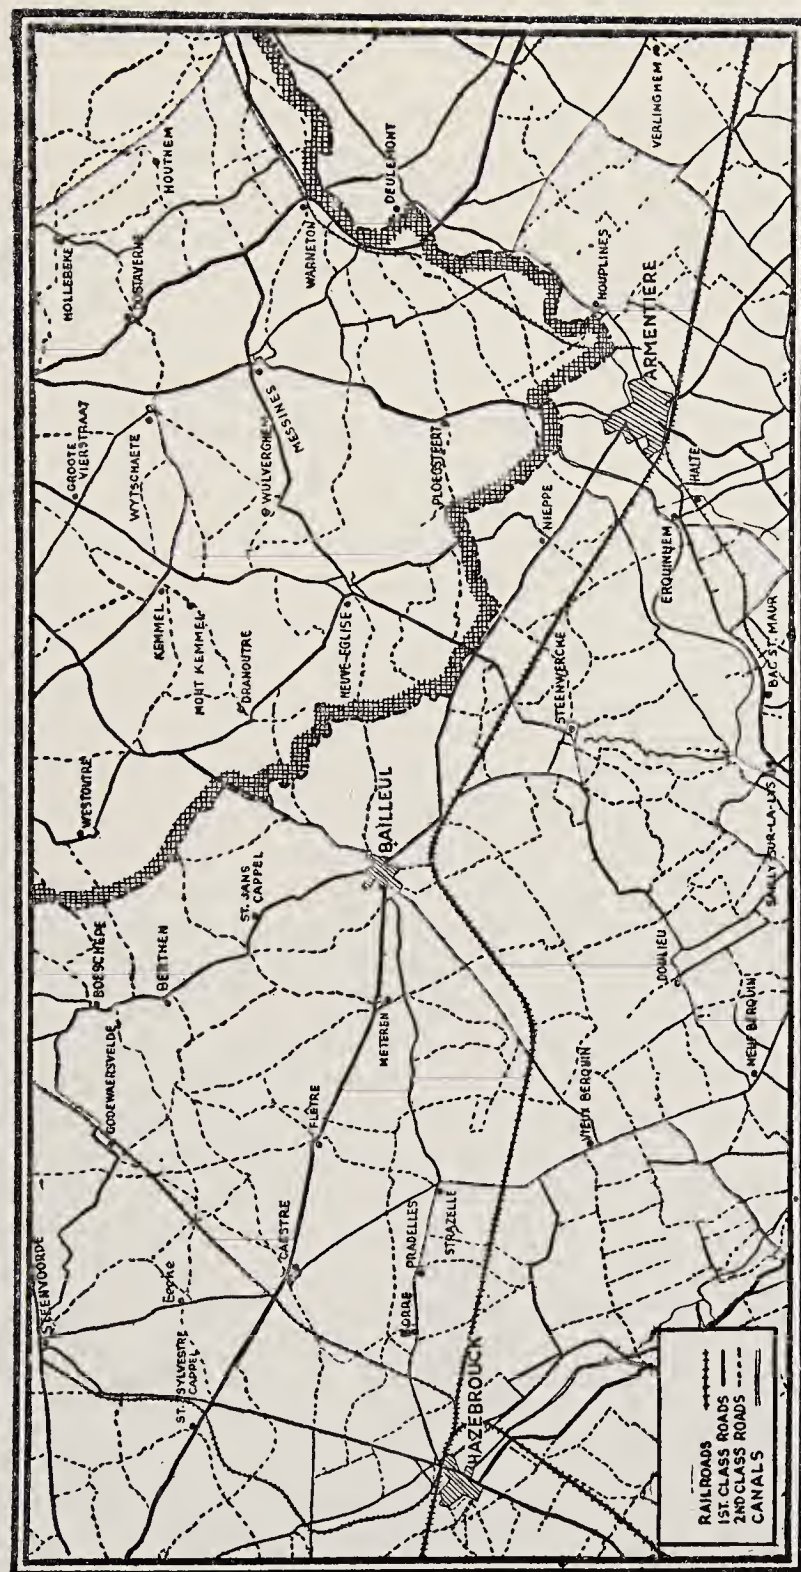 STEENVOORDE
HOLLEBEKE
GROOTE
VIERSTRAAT
WESTOUTRE
BOESCHEPE
GODEWAERSVELDE
OOSTAVERNE
WYTSCHAETE
HOUTHEM
KEMMEL
BERTHEN
Eecke
ST. SYLVESTRE
CAPPEL
MONT KEMMEL
DRANOUTRE
ST. JANS
CAPPEL
WULVERGHEM
MESSINES
CAESTRE
WARNETON
FLETRE
NEUVE-EGLISE
BAILLEUL
METEREN
DEULEMONT
PLOEGSTEERT
BORRE
PRADELLES
STRAZELLE
HAZEBROUCK
NIEPPE
STEENWERCKE
VIEUX BERQUIN
HOUPLINES
ARMENTIERE
VERLINGHEM
ERQUINHEM
HALTE
DOULIEU
NEUF BERQUIN
SAILLY-SUR-LA-LYS
BAC ST. MAUR
RAILROADS
1ST. CLASS ROADS
2ND CLASS ROADS
CANALS